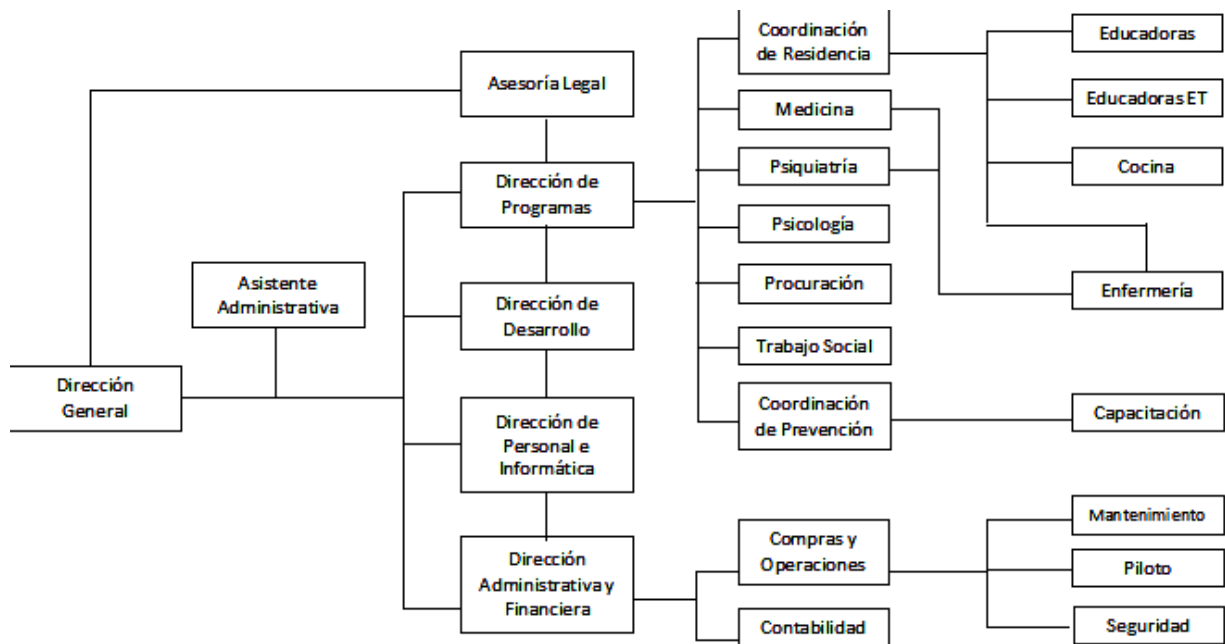 Coordinación
de Residencia
Educadoras
Asesoría Legal
Medicina
Educadoras ET
Dirección de
Programas
Psiquiatría
Cocina
Psicología
Asistente
Administrativa
Procuración
Enfermería
Dirección de
Desarrollo
Trabajo Social
Dirección
General
Coordinación
de Prevención
Capacitación
Dirección de
Personal e
Informática
Mantenimiento
Compras y
Operaciones
Dirección
Administrativa y
Financiera
Piloto
Contabilidad
Seguridad